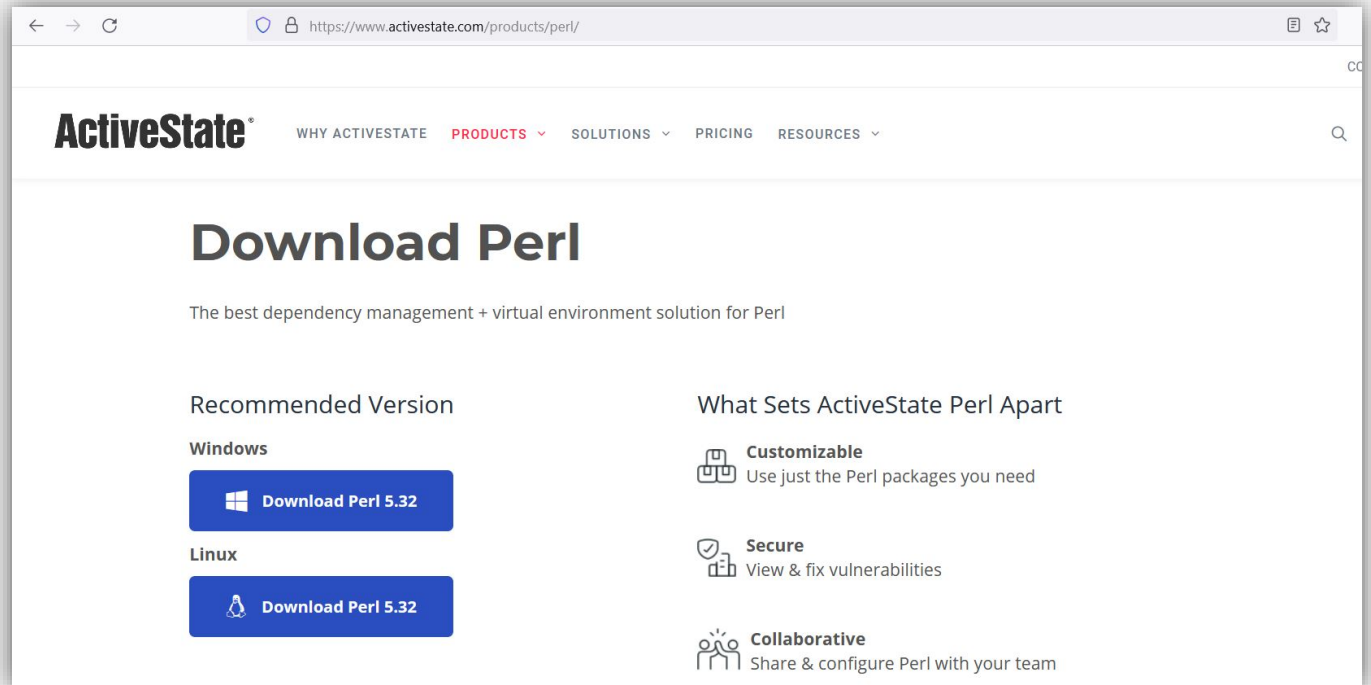 https://www.activestate.com/products/perl/
CO
ActiveState®
WHY ACTIVESTATE PRODUCTS SOLUTIONS PRICING RESOURCES
Download Perl
The best dependency management + virtual environment solution for Perl
Recommended Version
Windows
Download Perl 5.32
Linux
Download Perl 5.32
What Sets ActiveState Perl Apart
Customizable
Use just the Perl packages you need
Secure
View & fix vulnerabilities
Collaborative
Share & configure Perl with your team